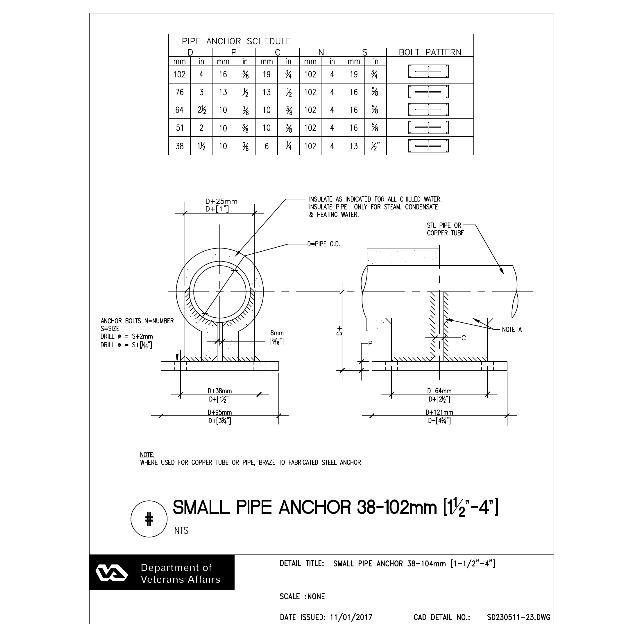 PIPE ANCHOR SCHEDULE
D P C N S BOLT PATTERN
mm in mm in mm in mm in mm in
102 4 16 19 ¾ 102 4 19 ¾
76 3 13 ½ 13 ½ 102 4 16 ⅝
64 2½ 10 ⅜ 10 ⅜ 102 4 16 ⅝
51 2 10 ⅜ 10 ⅜ 102 4 16 ⅝
38 1½ 10 ⅜ 6 ¼ 102 4 13 ½"
D+25mm
D+[1"]
INSULATE AS INDICATED FOR ALL CHILLED WATER.
INSULATE PIPE ONLY FOR STEAM, CONDENSATE
& HEATING WATER.
D=PIPE O.D.
STL PIPE OR
COPPER TUBE
ANCHOR BOLTS N=NUMBER
S=SIZE
DRILL ø = S+2mm
DRILL ø = S+[1/16"]
8mm
[5/16"]
P
C
NOTE A
D+38mm
D+[1½"]
D+95mm
D+[3¾"]
D+64mm
D+[2½"]
D+121mm
D+[4¾"]
NOTE:
WHERE USED FOR COPPER TUBE OR PIPE, BRAZE TO FABRICATED STEEL ANCHOR
# SMALL PIPE ANCHOR 38-102mm [1½"-4"]
NTS
Department of
Veterans Affairs
DETAIL TITLE: SMALL PIPE ANCHOR 38-104mm [1-1/2"-4"]
SCALE :NONE
DATE ISSUED: 11/01/2017 CAD DETAIL NO.: SD230511-23.DWG